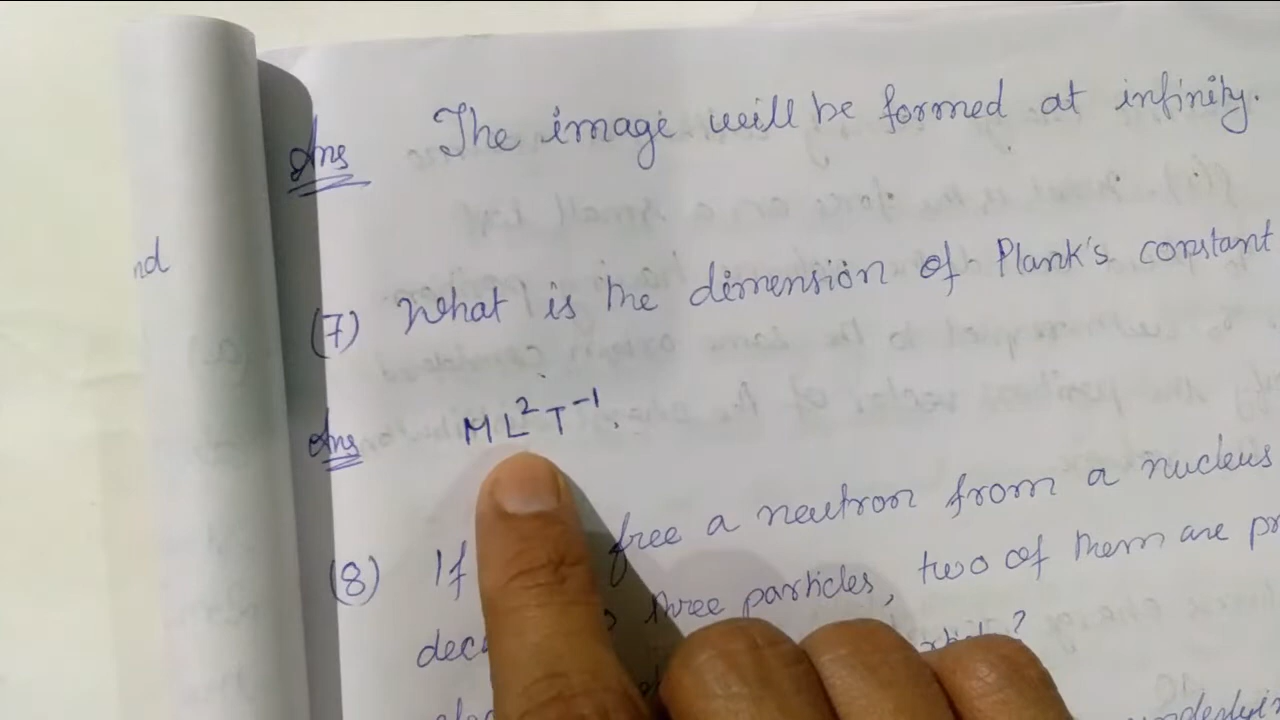 Ans The image will be formed at infinity.
nd
(7) What is the dimension of Plank's constant
Ans ML²T⁻¹.
(8) If free a neutron from a nucleus
three particles, two of them are